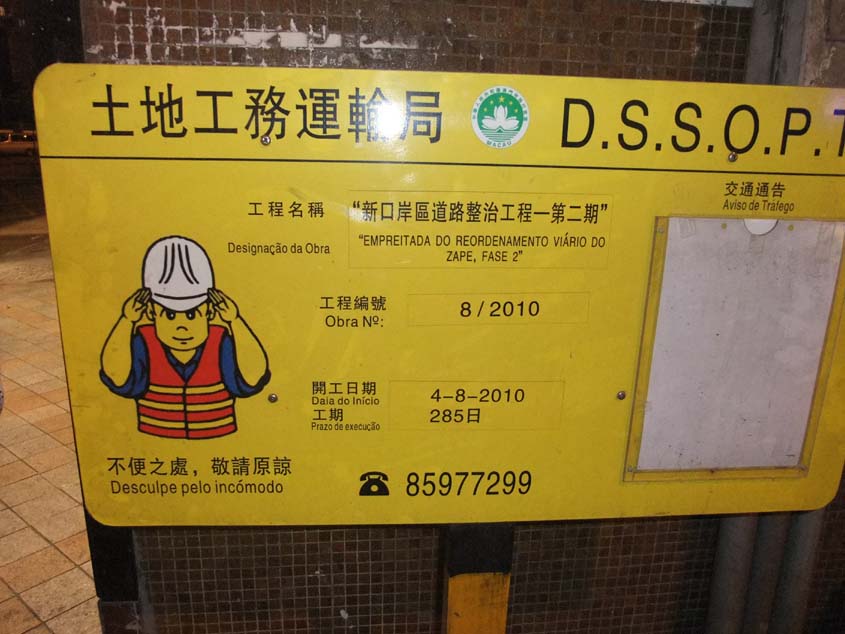 土地工務運輸局 D.S.S.O.P.T
MACAU
交通通告
Aviso de Tráfego
工程名稱 “新口岸區道路整治工程—第二期”
Designação da Obra “EMPREITADA DO REORDENAMENTO VIÁRIO DO
ZAPE, FASE 2”
工程編號
Obra Nº: 8 / 2010
開工日期
Daia do Início 4-8-2010
工期 285日
Prazo de execução
不便之處，敬請原諒
Desculpe pelo incómodo
☎ 85977299